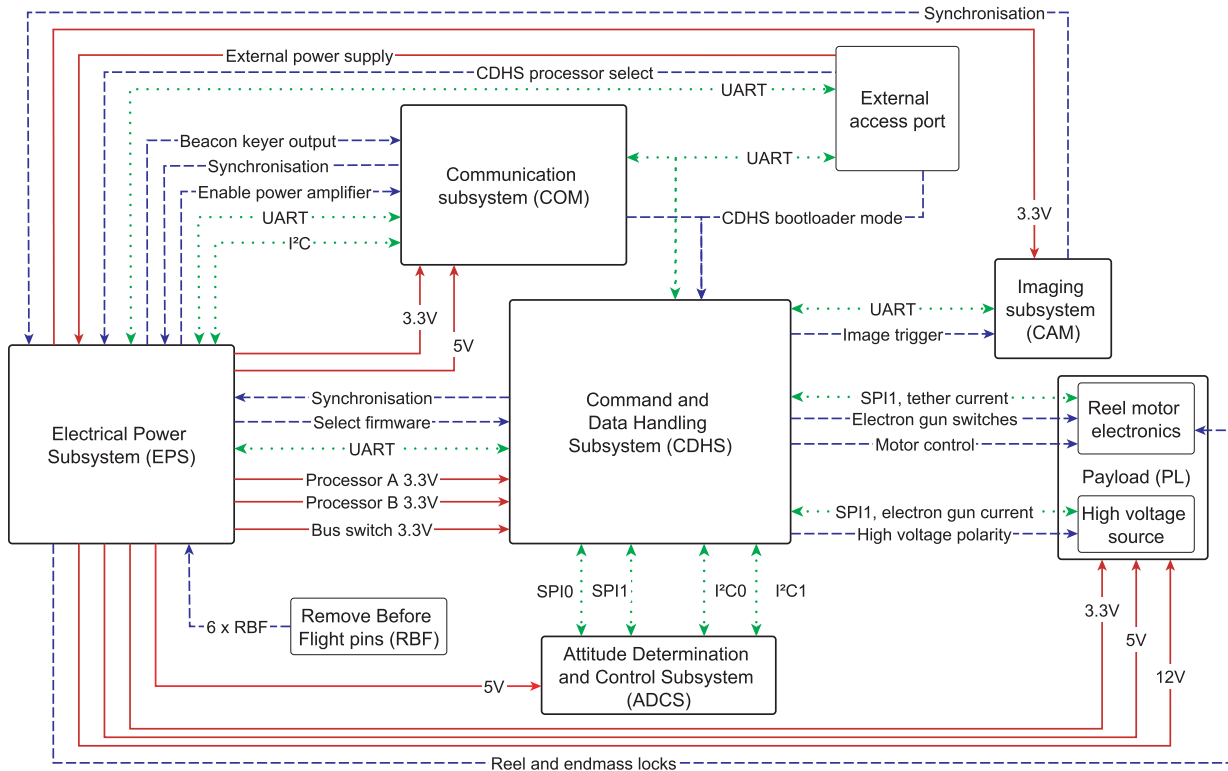 Synchronisation
External power supply
CDHS processor select
UART
External
access port
Beacon keyer output
Synchronisation
Enable power amplifier
UART
I²C
Communication
subsystem (COM)
UART
CDHS bootloader mode
3.3V
3.3V
5V
Imaging
subsystem
(CAM)
UART
Image trigger
Electrical Power
Subsystem (EPS)
Synchronisation
Select firmware
UART
Processor A 3.3V
Processor B 3.3V
Bus switch 3.3V
Command and
Data Handling
Subsystem (CDHS)
SPI1, tether current
Electron gun switches
Motor control
SPI1, electron gun current
High voltage polarity
Reel motor
electronics
Payload (PL)
High voltage
source
SPI0
SPI1
I²C0
I²C1
6 x RBF
Remove Before
Flight pins (RBF)
Attitude Determination
and Control Subsystem
(ADCS)
5V
3.3V
5V
12V
Reel and endmass locks